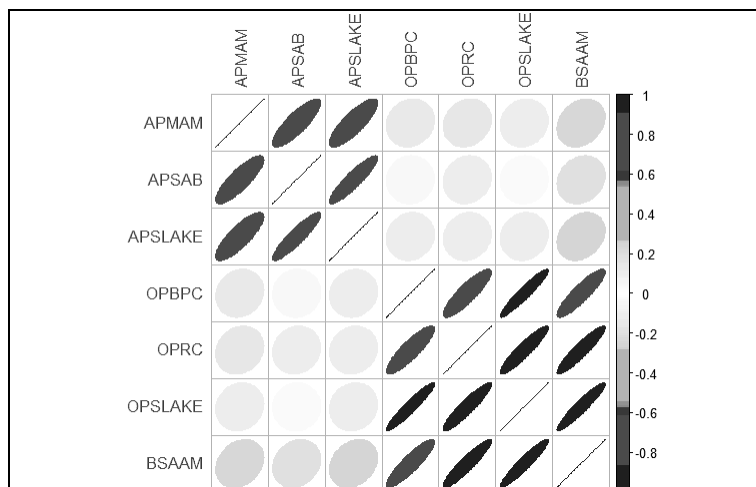 APMAM
APSAB
APSLAKE
OPBPC
OPRC
OPSLAKE
BSAAM
APMAM
APSAB
APSLAKE
OPBPC
OPRC
OPSLAKE
BSAAM
1
0.8
0.6
0.4
0.2
0
-0.2
-0.4
-0.6
-0.8